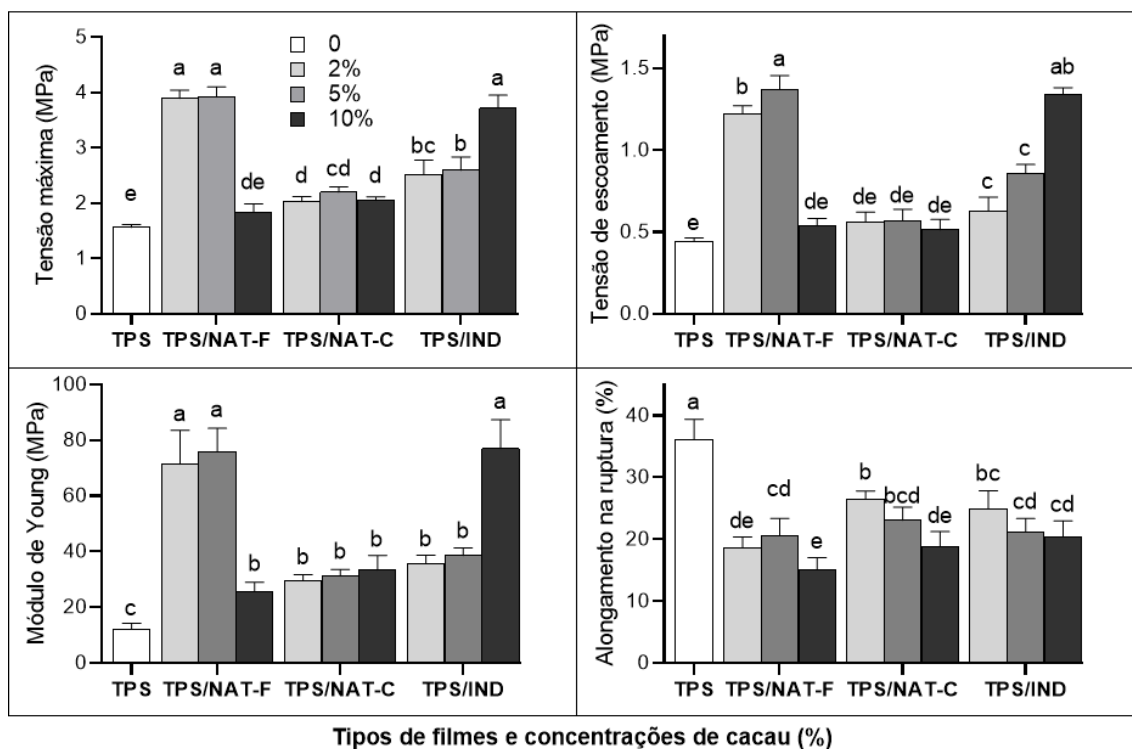 Tensão máxima (MPa)
5
4
3
2
1
0
0
2%
5%
10%
e
a
a
de
d
cd
d
bc
b
a
TPS TPS/NAT-F TPS/NAT-C TPS/IND
Tensão de escoamento (MPa)
1.5
1.0
0.5
0.0
e
b
a
de
de
de
de
c
c
ab
TPS TPS/NAT-F TPS/NAT-C TPS/IND
Módulo de Young (MPa)
100
80
60
40
20
0
c
a
a
b
b
b
b
b
b
a
TPS TPS/NAT-F TPS/NAT-C TPS/IND
Alongamento na ruptura (%)
40
30
20
10
0
a
de
cd
e
b
bcd
de
bc
cd
cd
TPS TPS/NAT-F TPS/NAT-C TPS/IND
Tipos de filmes e concentrações de cacau (%)